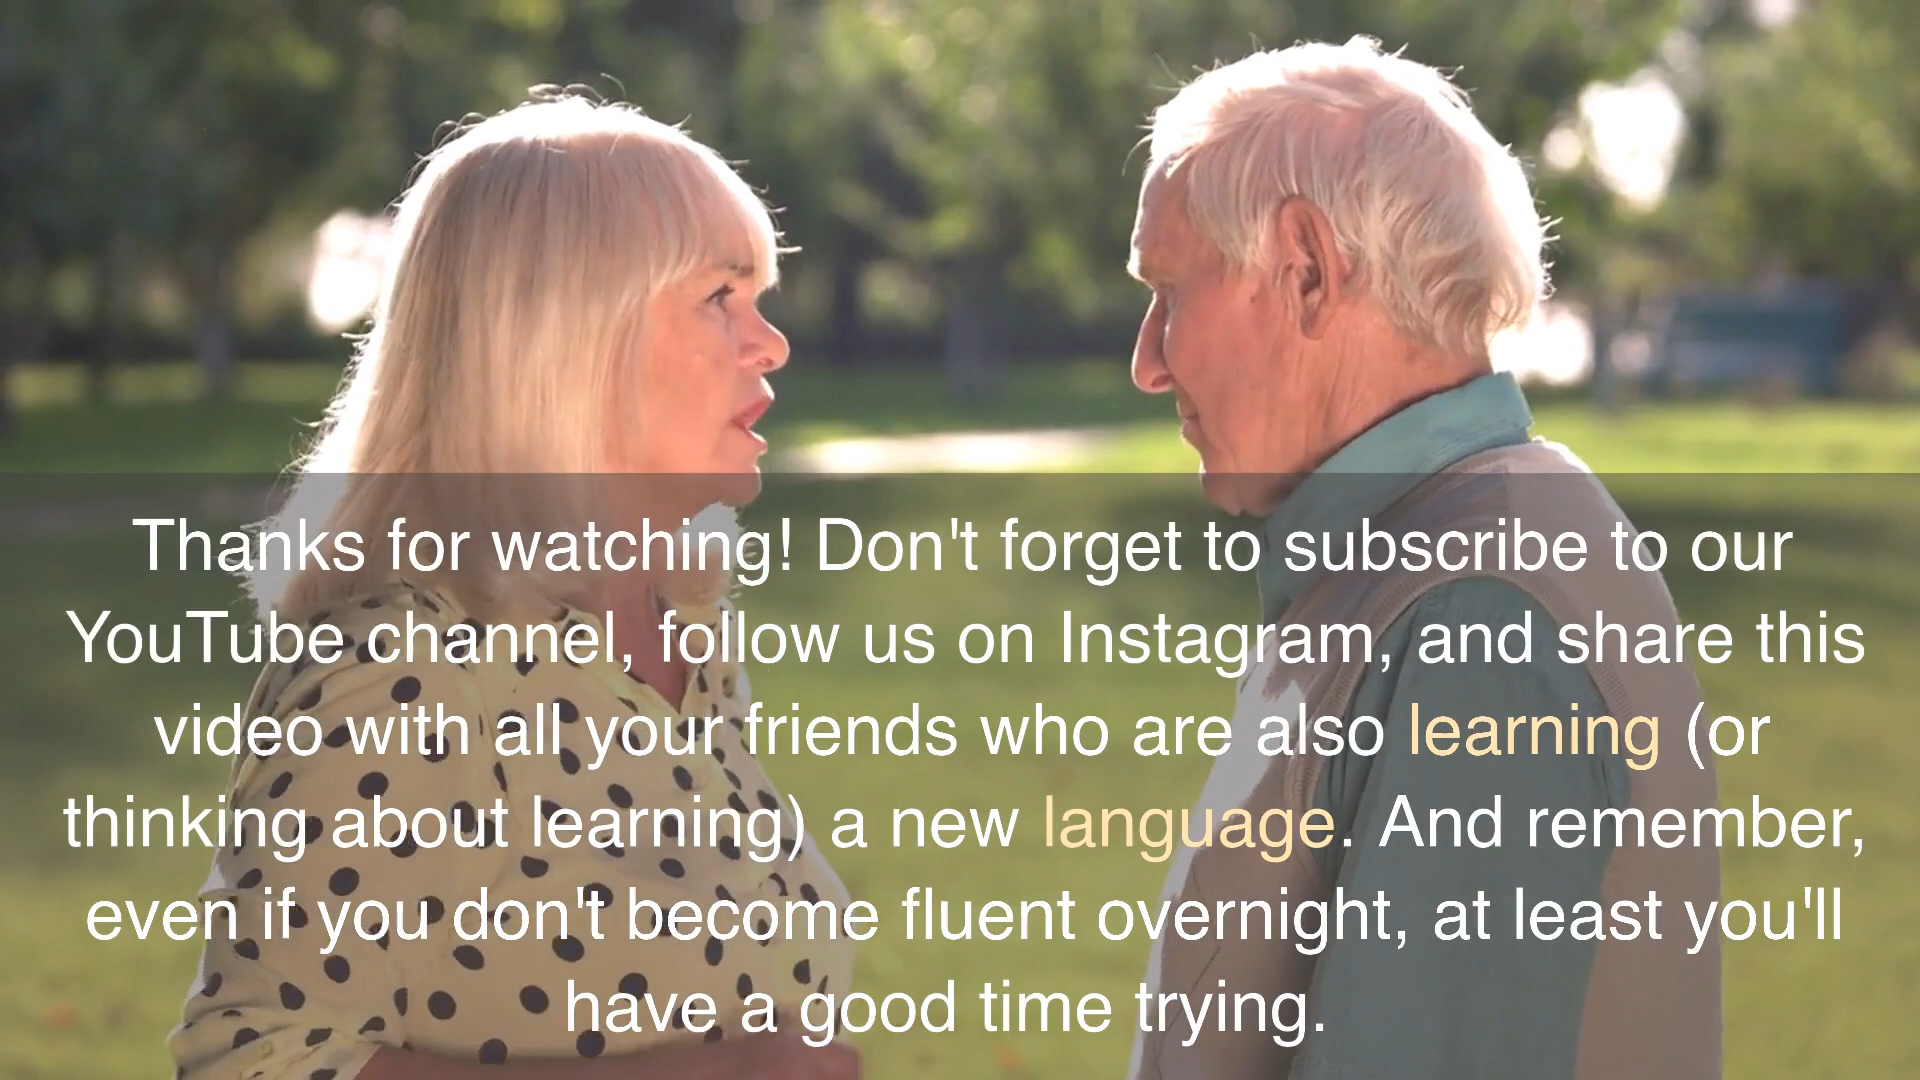 Thanks for watching! Don't forget to subscribe to our
YouTube channel, follow us on Instagram, and share this
video with all your friends who are also learning (or
thinking about learning) a new language. And remember,
even if you don't become fluent overnight, at least you'll
have a good time trying.